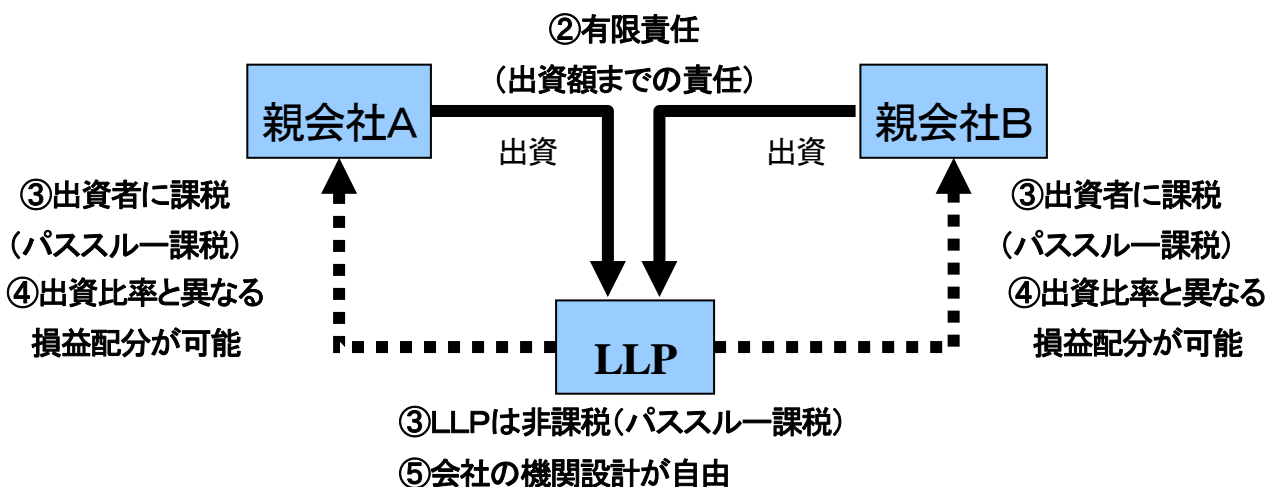 ②有限責任
(出資額までの責任)
親会社A
親会社B
出資
出資
③出資者に課税
(パススルー課税)
④出資比率と異なる
損益配分が可能
③出資者に課税
(パススルー課税)
④出資比率と異なる
損益配分が可能
LLP
③LLPは非課税(パススルー課税)
⑤会社の機関設計が自由